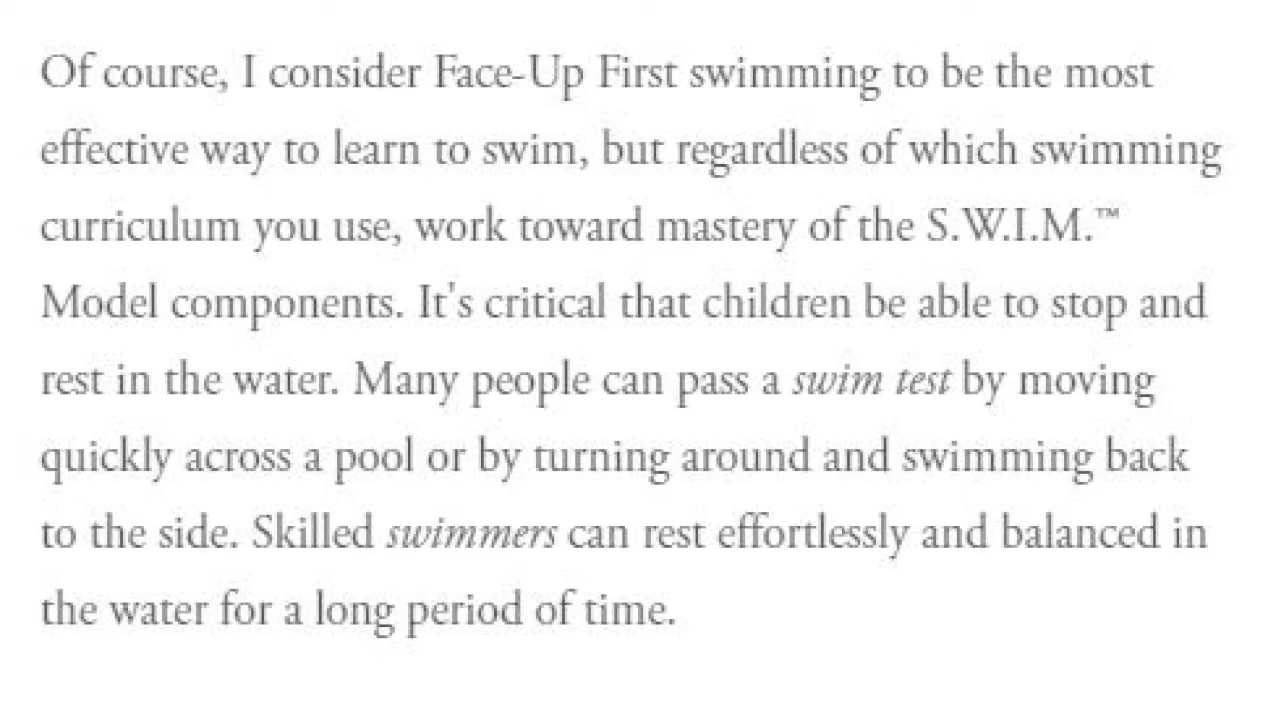 Of course, I consider Face-Up First swimming to be the most
effective way to learn to swim, but regardless of which swimming
curriculum you use, work toward mastery of the S.W.I.M.™
Model components. It's critical that children be able to stop and
rest in the water. Many people can pass a swim test by moving
quickly across a pool or by turning around and swimming back
to the side. Skilled swimmers can rest effortlessly and balanced in
the water for a long period of time.